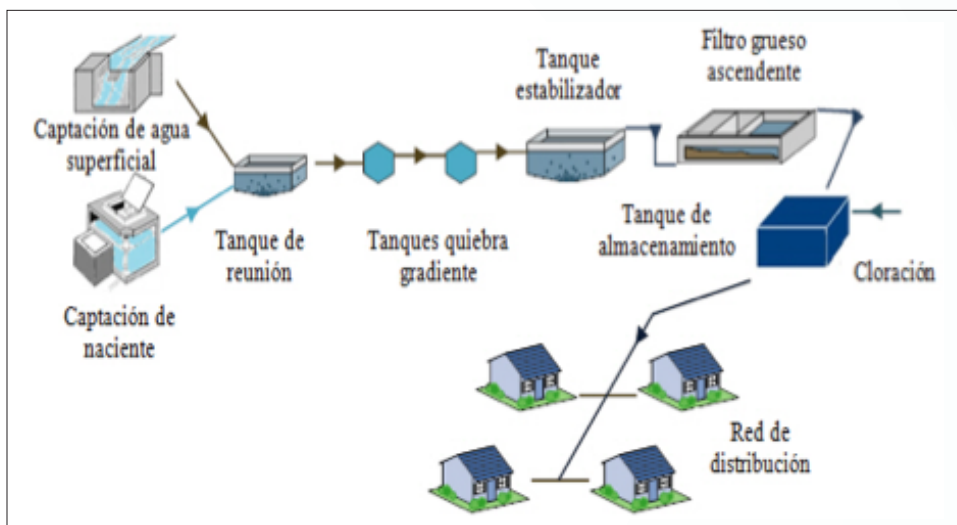 Captación de agua
superficial
Captación de
naciente
Tanque de
reunión
Tanques quiebra
gradiente
Tanque
estabilizador
Filtro grueso
ascendente
Tanque de
almacenamiento
Cloración
Red de
distribución